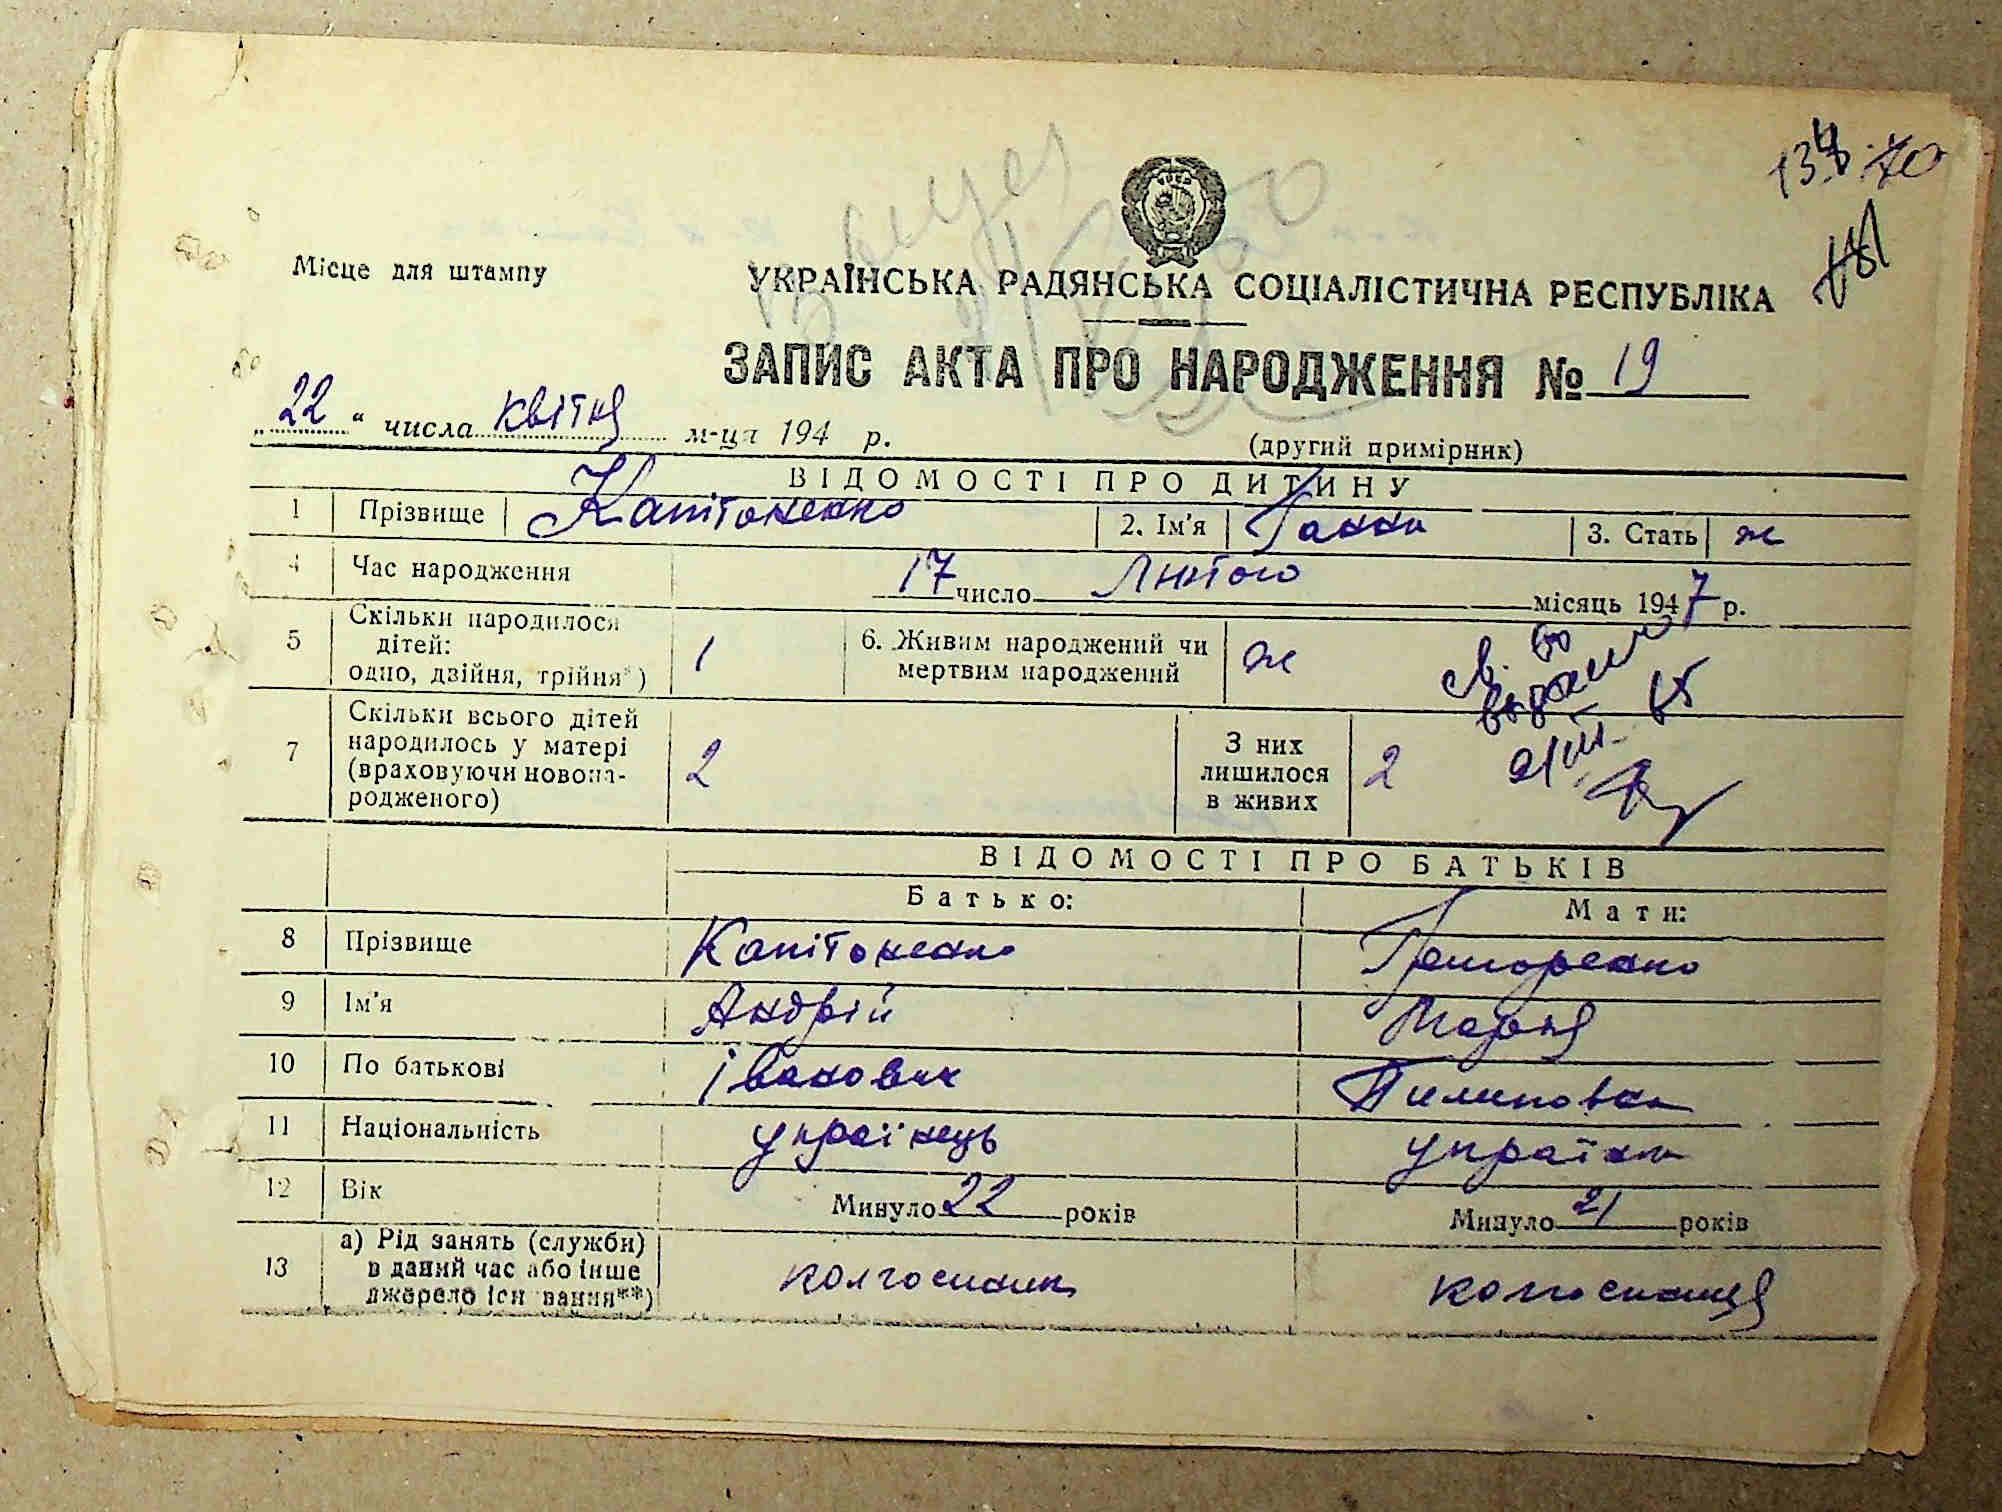 Місце для штампу
УКРАЇНСЬКА РАДЯНСЬКА СОЦІАЛІСТИЧНА РЕСПУБЛІКА
ЗАПИС АКТА ПРО НАРОДЖЕННЯ № 19
„22“ числа квітня м-ця 194 р.
(другий примірник)
ВІДОМОСТІ ПРО ДИТИНУ
1 Прізвище Капітоненко 2. Ім'я Ганна 3. Стать ж
4 Час народження 17 число Лютого місяць 1947 р.
5 Скільки народилося дітей: одно, двійня, трійня*) 1 6. Живим народжений чи мертвим народжений ж
7 Скільки всього дітей народилось у матері (враховуючи новонародженого) 2 З них лишилося в живих 2
ВІДОМОСТІ ПРО БАТЬКІВ
Батько: Мати:
8 Прізвище Капітоненко
9 Ім'я Андрій Марія
10 По батькові Іванович Пилиповна
11 Національність українець українка
12 Вік Минуло 22 років Минуло 21 років
13 а) Рід занять (служби) в даний час або інше джерело існування**) колгоспник колгоспниця